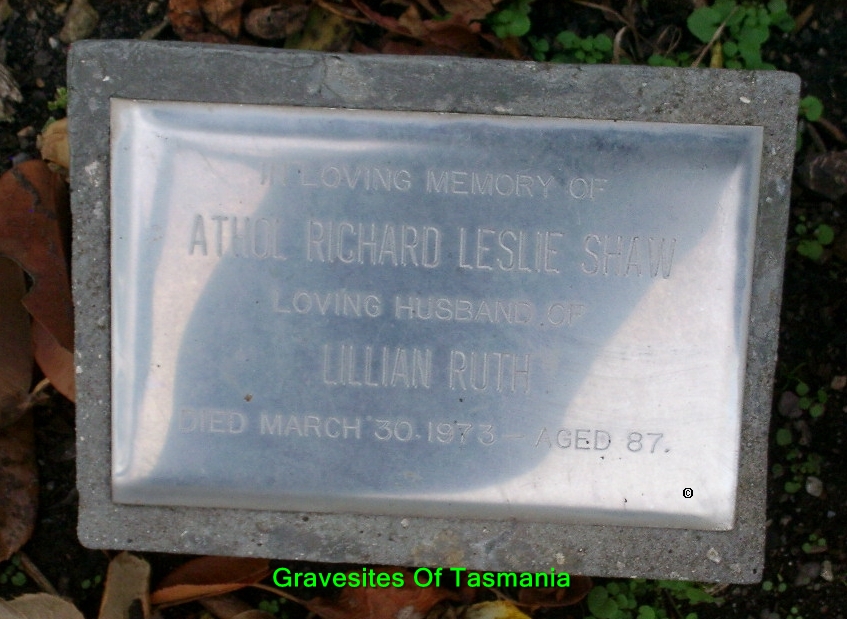 IN LOVING MEMORY OF
ATHOL RICHARD LESLIE SHAW
LOVING HUSBAND OF
LILLIAN RUTH
DIED MARCH 30. 1973 — AGED 87.
©
Gravesites Of Tasmania